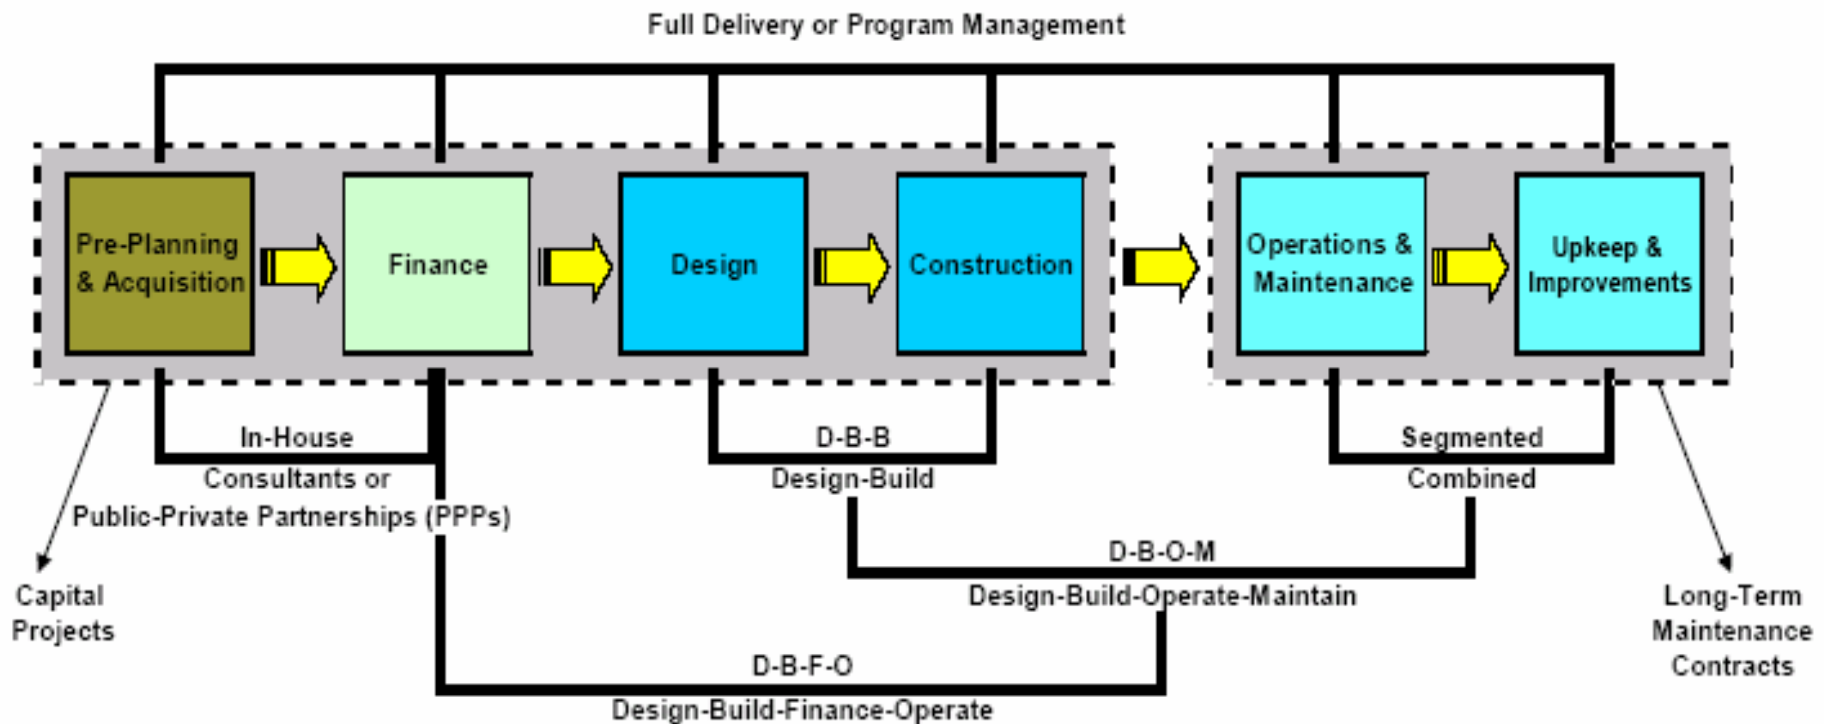 Full Delivery or Program Management
Pre-Planning
& Acquisition
Finance
Design
Construction
Operations &
Maintenance
Upkeep &
Improvements
In-House
Consultants or
Public-Private Partnerships (PPPs)
D-B-B
Design-Build
Segmented
Combined
D-B-O-M
Design-Build-Operate-Maintain
Capital
Projects
Long-Term
Maintenance
Contracts
D-B-F-O
Design-Build-Finance-Operate